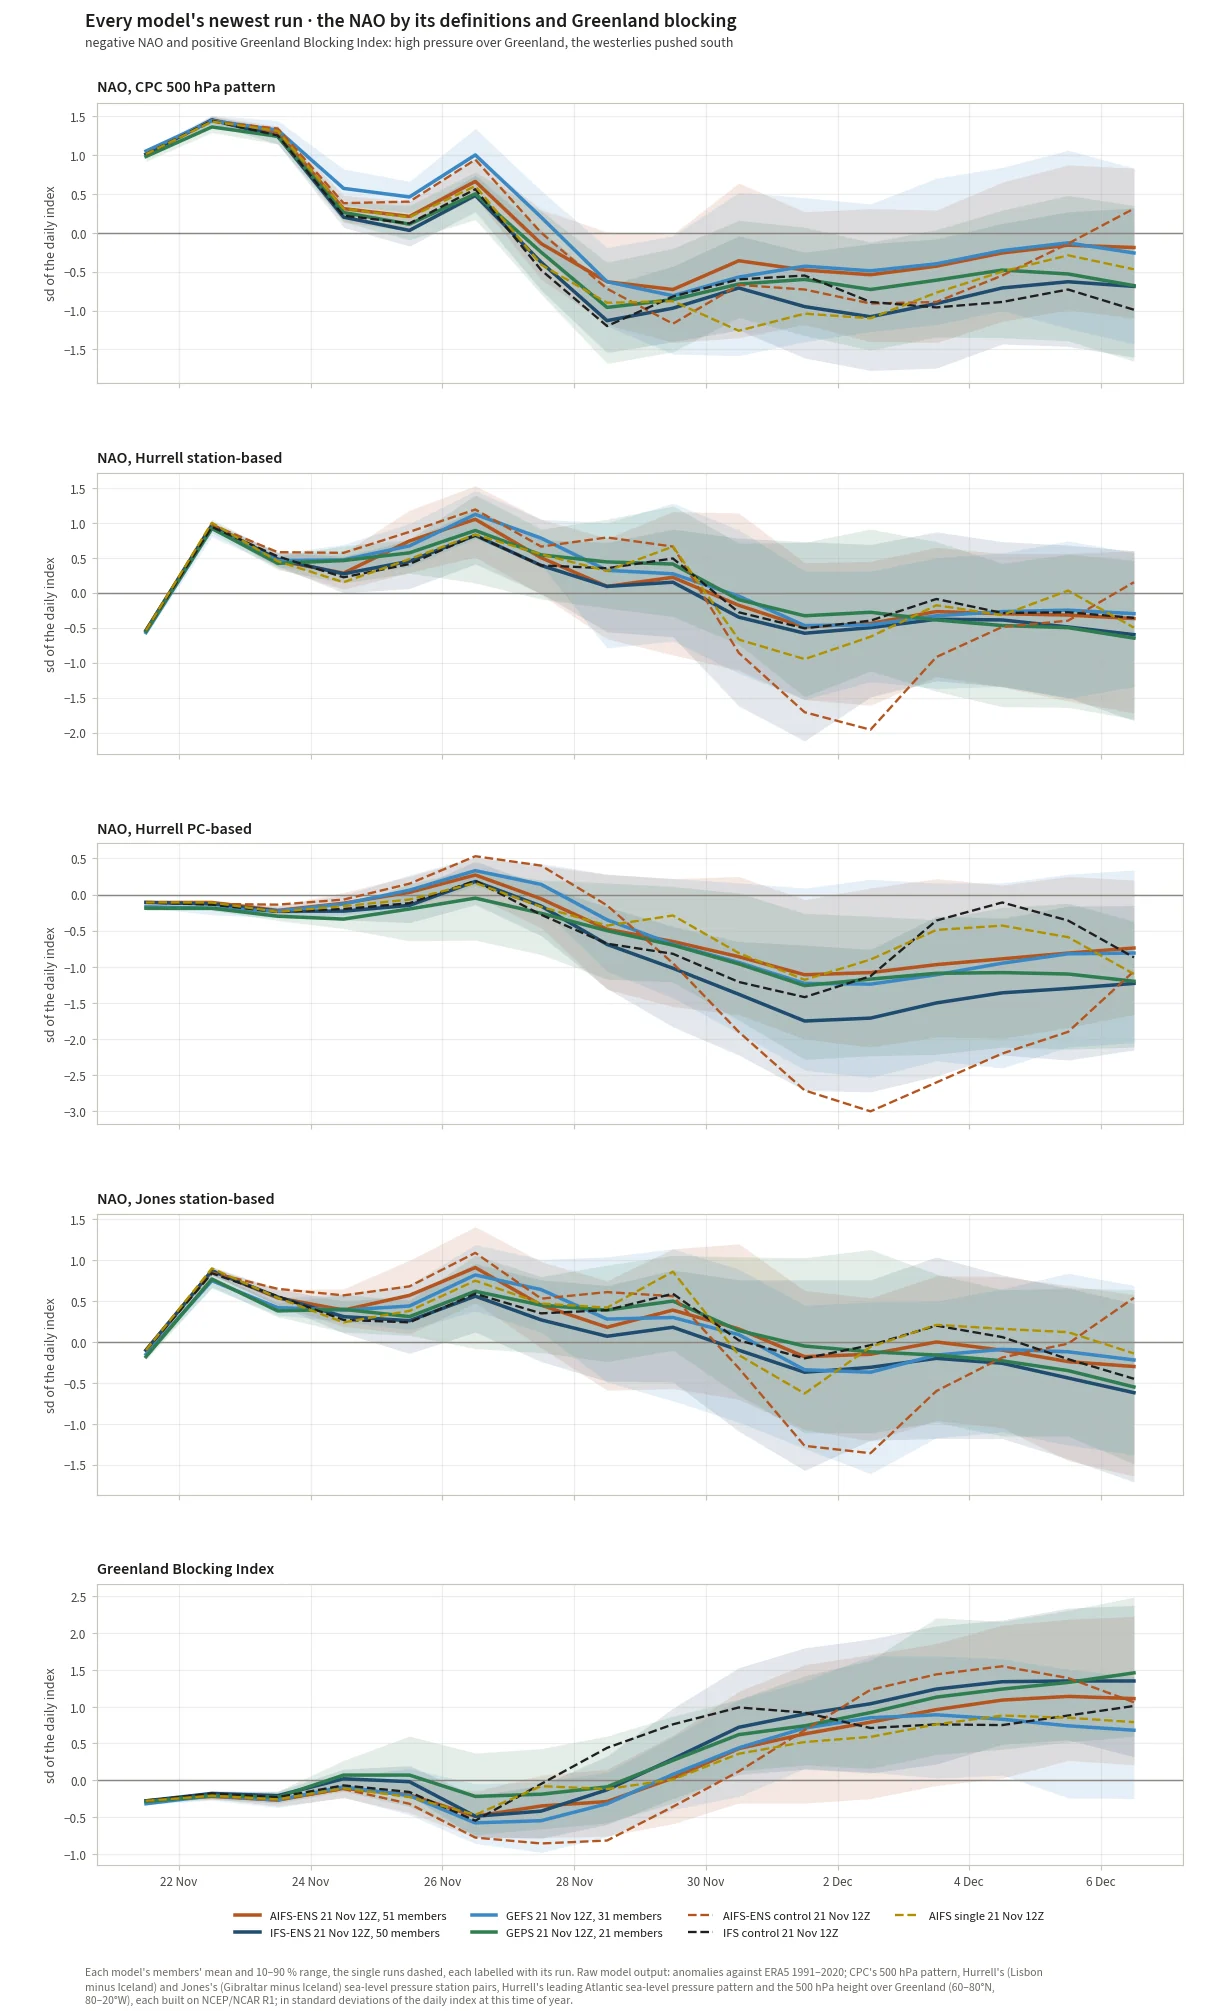 Every model's newest run · the NAO by its definitions and Greenland blocking
negative NAO and positive Greenland Blocking Index: high pressure over Greenland, the westerlies pushed south
NAO, CPC 500 hPa pattern
sd of the daily index
1.5
1.0
0.5
0.0
−0.5
−1.0
−1.5
NAO, Hurrell station-based
sd of the daily index
1.5
1.0
0.5
0.0
−0.5
−1.0
−1.5
−2.0
NAO, Hurrell PC-based
sd of the daily index
0.5
0.0
−0.5
−1.0
−1.5
−2.0
−2.5
−3.0
NAO, Jones station-based
sd of the daily index
1.5
1.0
0.5
0.0
−0.5
−1.0
−1.5
Greenland Blocking Index
sd of the daily index
2.5
2.0
1.5
1.0
0.5
0.0
−0.5
−1.0
22 Nov 24 Nov 26 Nov 28 Nov 30 Nov 2 Dec 4 Dec 6 Dec
AIFS-ENS 21 Nov 12Z, 51 members GEFS 21 Nov 12Z, 31 members AIFS-ENS control 21 Nov 12Z AIFS single 21 Nov 12Z
IFS-ENS 21 Nov 12Z, 50 members GEPS 21 Nov 12Z, 21 members IFS control 21 Nov 12Z
Each model's members' mean and 10–90 % range, the single runs dashed, each labelled with its run. Raw model output: anomalies against ERA5 1991–2020; CPC's 500 hPa pattern, Hurrell's (Lisbon
minus Iceland) and Jones's (Gibraltar minus Iceland) sea-level pressure station pairs, Hurrell's leading Atlantic sea-level pressure pattern and the 500 hPa height over Greenland (60–80°N,
80–20°W), each built on NCEP/NCAR R1; in standard deviations of the daily index at this time of year.